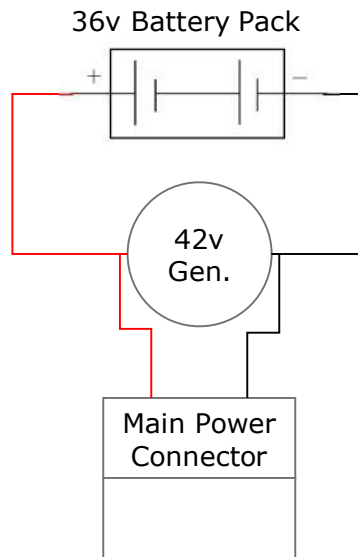 36v Battery Pack
+ −
42v
Gen.
Main Power
Connector